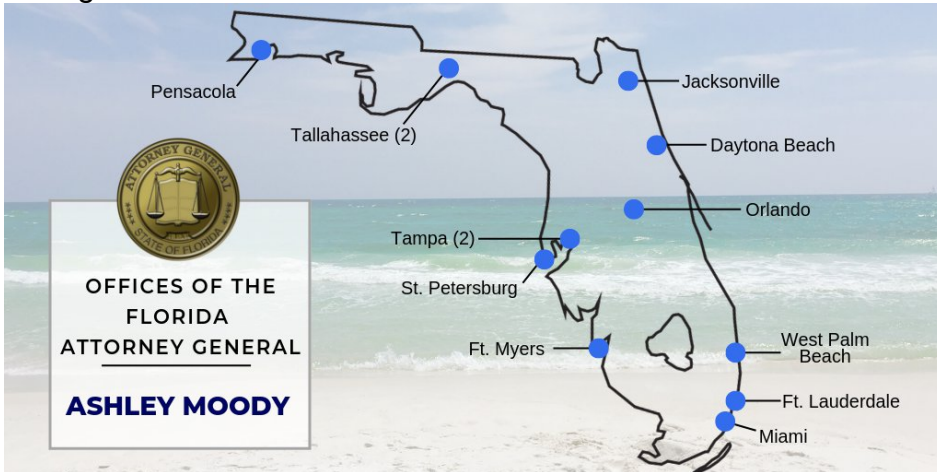 Pensacola
Tallahassee (2)
Jacksonville
Daytona Beach
Orlando
Tampa (2)
St. Petersburg
Ft. Myers
West Palm
Beach
Ft. Lauderdale
Miami
ATTORNEY GENERAL
STATE OF FLORIDA
OFFICES OF THE
FLORIDA
ATTORNEY GENERAL
ASHLEY MOODY